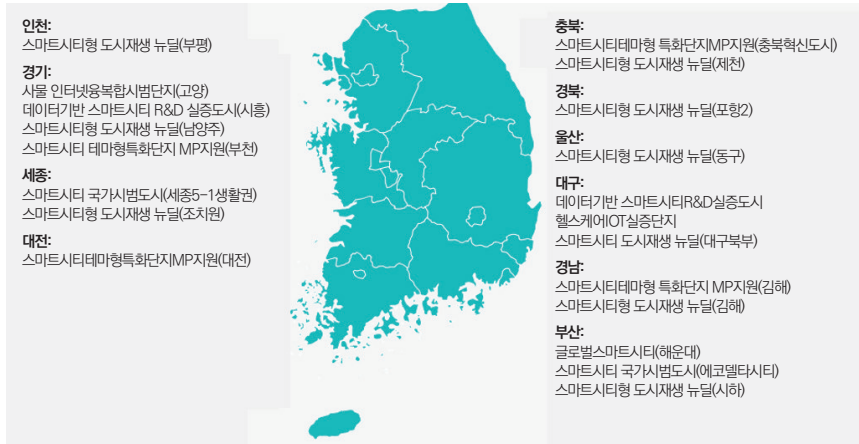 인천:
스마트시티형 도시재생 뉴딜(부평)
경기:
사물 인터넷융복합시범단지(고양)
데이터기반 스마트시티 R&D 실증도시(시흥)
스마트시티형 도시재생 뉴딜(남양주)
스마트시티 테마형특화단지 MP지원(부천)
세종:
스마트시티 국가시범도시(세종5-1생활권)
스마트시티형 도시재생 뉴딜(조치원)
대전:
스마트시티테마형특화단지MP지원(대전)
충북:
스마트시티테마형 특화단지MP지원(충북혁신도시)
스마트시티형 도시재생 뉴딜(제천)
경북:
스마트시티형 도시재생 뉴딜(포항2)
울산:
스마트시티형 도시재생 뉴딜(동구)
대구:
데이터기반 스마트시티R&D실증도시
헬스케어IOT실증단지
스마트시티 도시재생 뉴딜(대구북부)
경남:
스마트시티테마형 특화단지 MP지원(김해)
스마트시티형 도시재생 뉴딜(김해)
부산:
글로벌스마트시티(해운대)
스마트시티 국가시범도시(에코델타시티)
스마트시티형 도시재생 뉴딜(시하)